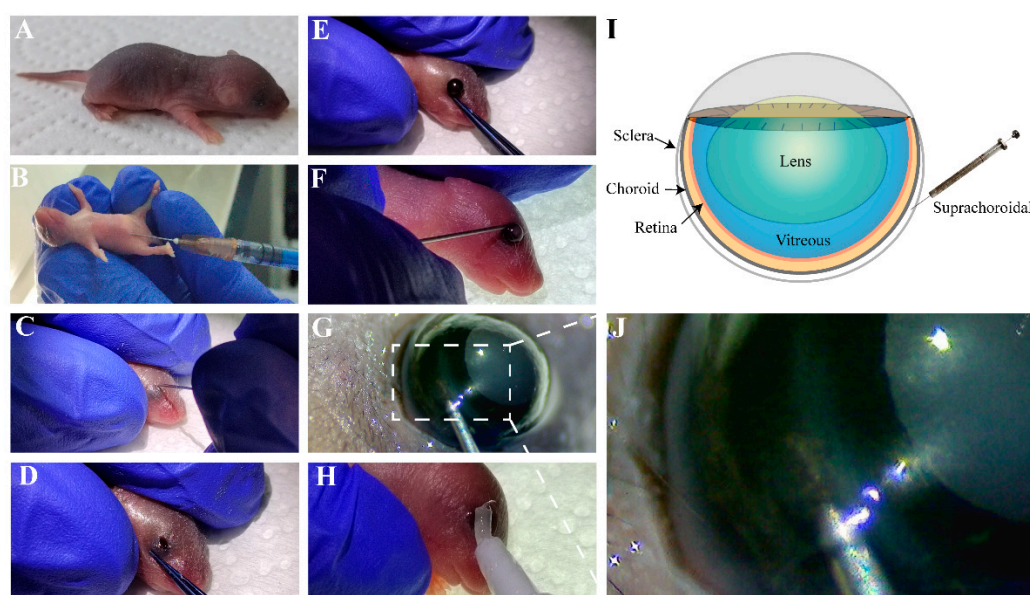 A
B
C
D
E
F
G
H
I
Sclera
Choroid
Retina
Lens
Vitreous
Suprachoroidal
J